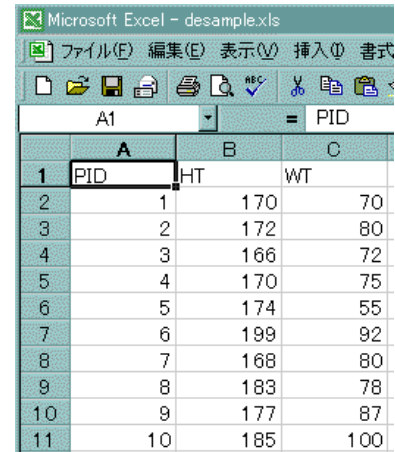 Microsoft Excel - desample.xls
ファイル(F) 編集(E) 表示(V) 挿入(I) 書式
A1 = PID
A B C
1 PID HT WT
2 1 170 70
3 2 172 80
4 3 166 72
5 4 170 75
6 5 174 55
7 6 199 92
8 7 168 80
9 8 183 78
10 9 177 87
11 10 185 100